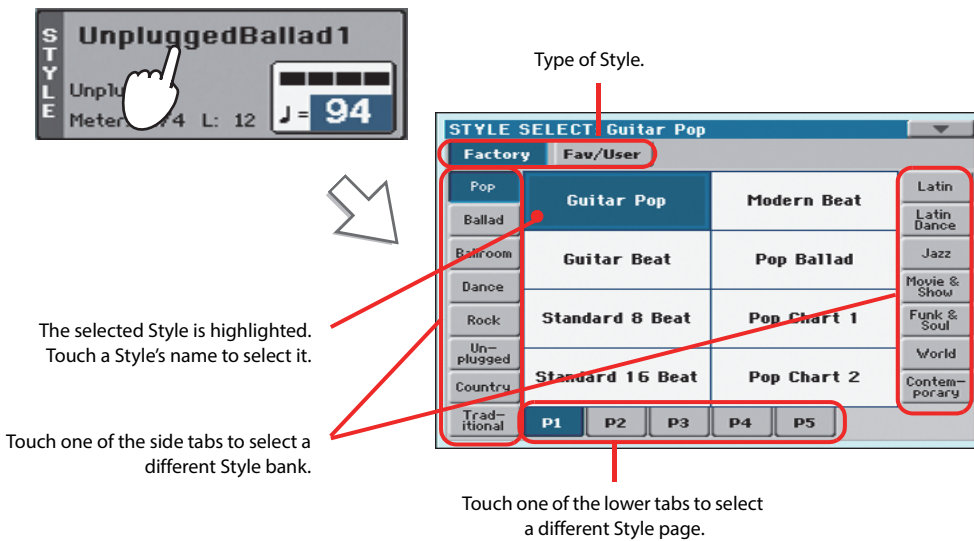 STYLE
UnpluggedBallad1
Unplu
Meter: /4 L: 12
♩= 94
Type of Style.
STYLE SELECT: Guitar Pop
Factory Fav/User
Pop
Ballad
Ballroom
Dance
Rock
Un-
plugged
Country
Trad-
itional
Guitar Pop Modern Beat
Guitar Beat Pop Ballad
Standard 8 Beat Pop Chart 1
Standard 16 Beat Pop Chart 2
Latin
Latin
Dance
Jazz
Movie &
Show
Funk &
Soul
World
Contem-
porary
P1 P2 P3 P4 P5
The selected Style is highlighted.
Touch a Style's name to select it.
Touch one of the side tabs to select a
different Style bank.
Touch one of the lower tabs to select
a different Style page.